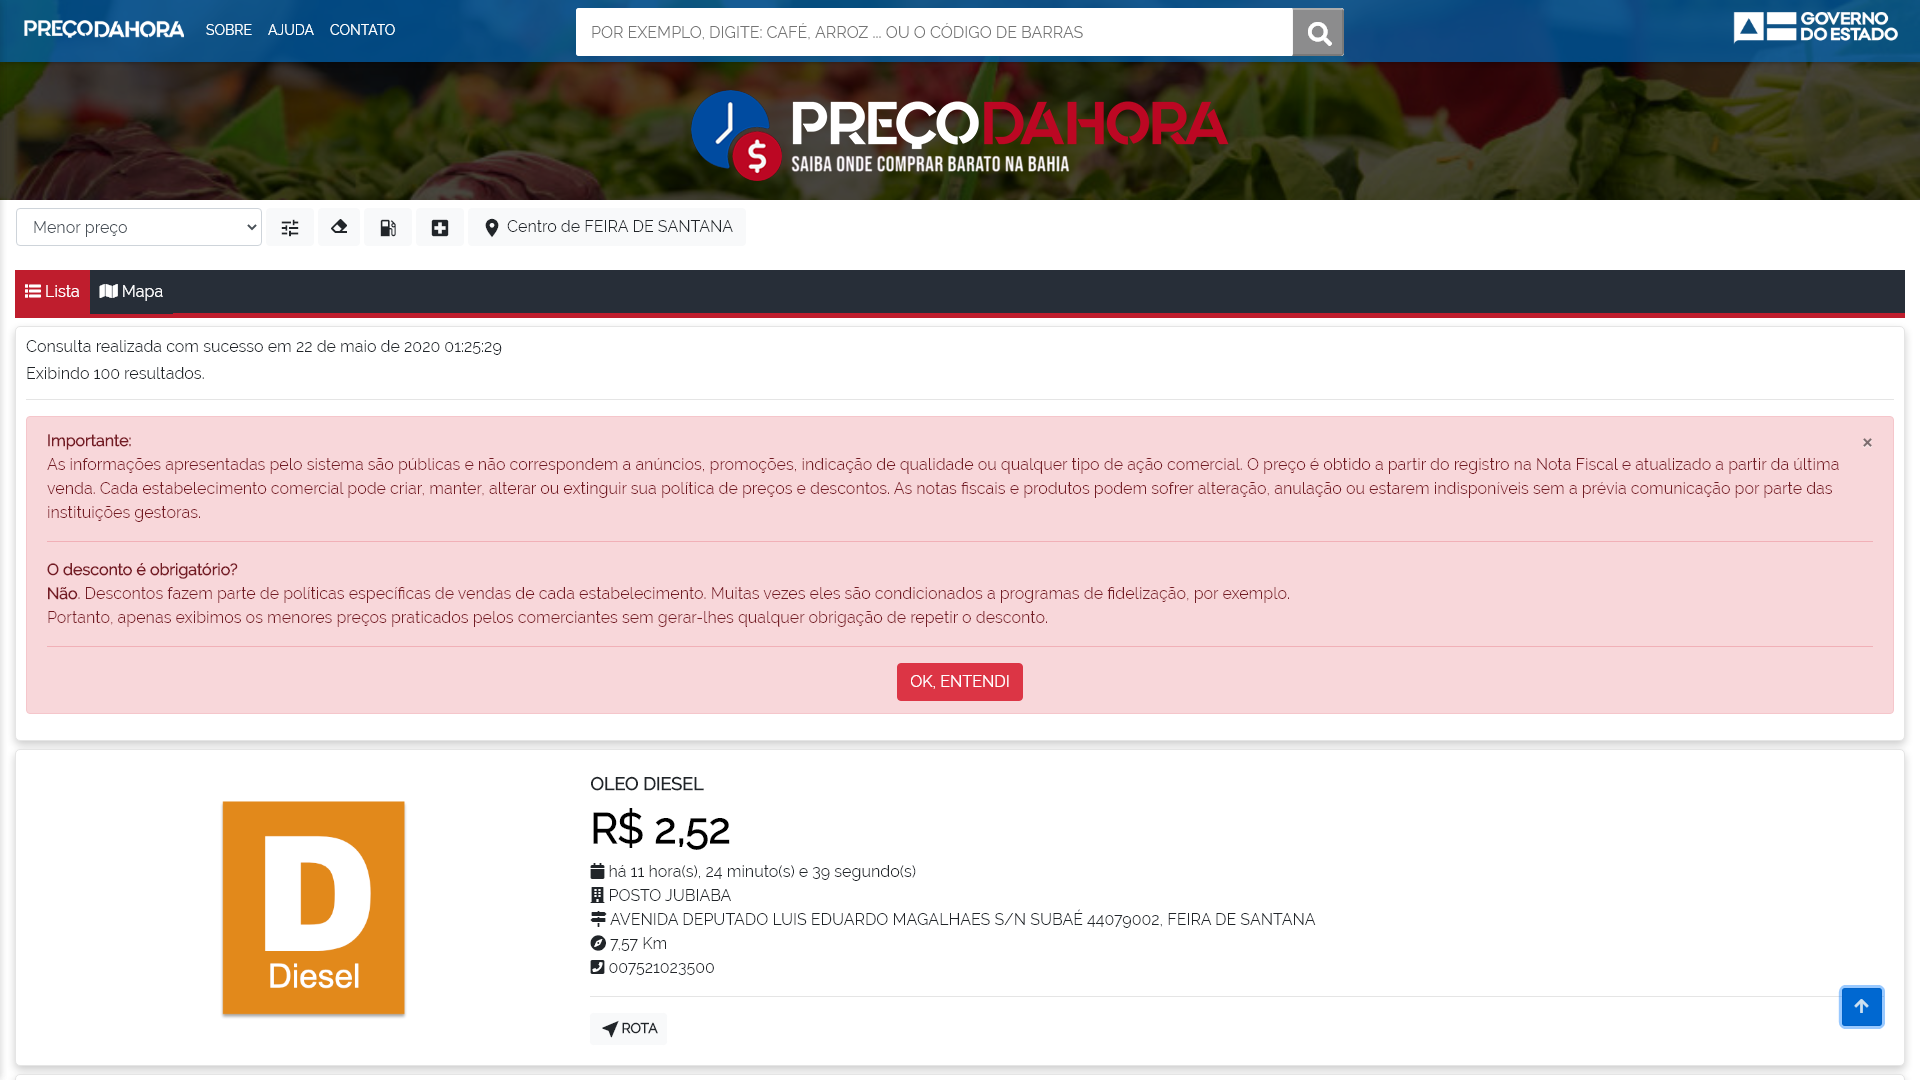 PREÇODAHORA SOBRE AJUDA CONTATO POR EXEMPLO, DIGITE: CAFÉ, ARROZ ... OU O CÓDIGO DE BARRAS GOVERNO
DO ESTADO
PREÇODAHORA
$ SAIBA ONDE COMPRAR BARATO NA BAHIA
Menor preço Centro de FEIRA DE SANTANA
Lista Mapa
Consulta realizada com sucesso em 22 de maio de 2020 01:25:29
Exibindo 100 resultados.
Importante: ×
As informações apresentadas pelo sistema são públicas e não correspondem a anúncios, promoções, indicação de qualidade ou qualquer tipo de ação comercial. O preço é obtido a partir do registro na Nota Fiscal e atualizado a partir da última
venda. Cada estabelecimento comercial pode criar, manter, alterar ou extinguir sua política de preços e descontos. As notas fiscais e produtos podem sofrer alteração, anulação ou estarem indisponíveis sem a prévia comunicação por parte das
instituições gestoras.
O desconto é obrigatório?
Não. Descontos fazem parte de políticas específicas de vendas de cada estabelecimento. Muitas vezes eles são condicionados a programas de fidelização, por exemplo.
Portanto, apenas exibimos os menores preços praticados pelos comerciantes sem gerar-lhes qualquer obrigação de repetir o desconto.
OK, ENTENDI
D
Diesel
OLEO DIESEL
R$ 2,52
há 11 hora(s), 24 minuto(s) e 39 segundo(s)
POSTO JUBIABA
AVENIDA DEPUTADO LUIS EDUARDO MAGALHAES S/N SUBAÉ 44079002, FEIRA DE SANTANA
7.57 Km
007521023500
ROTA